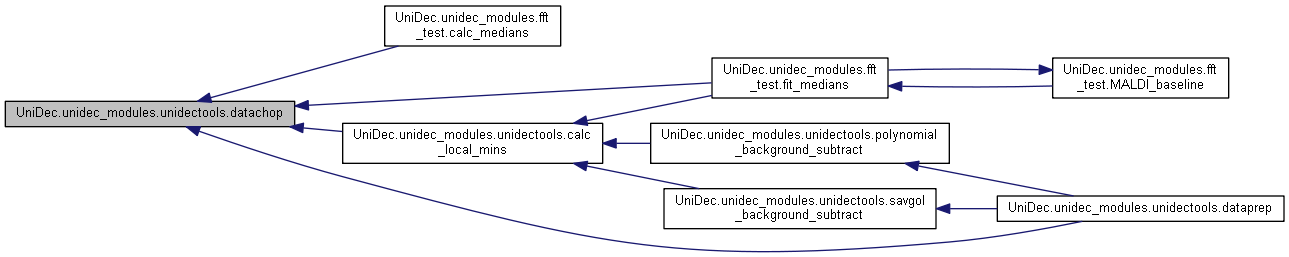 UniDec.unidec_modules.fft
_test.calc_medians
UniDec.unidec_modules.unidectools.datachop
UniDec.unidec_modules.fft
_test.fit_medians
UniDec.unidec_modules.fft
_test.MALDI_baseline
UniDec.unidec_modules.unidectools.calc
_local_mins
UniDec.unidec_modules.unidectools.polynomial
_background_subtract
UniDec.unidec_modules.unidectools.savgol
_background_subtract
UniDec.unidec_modules.unidectools.dataprep